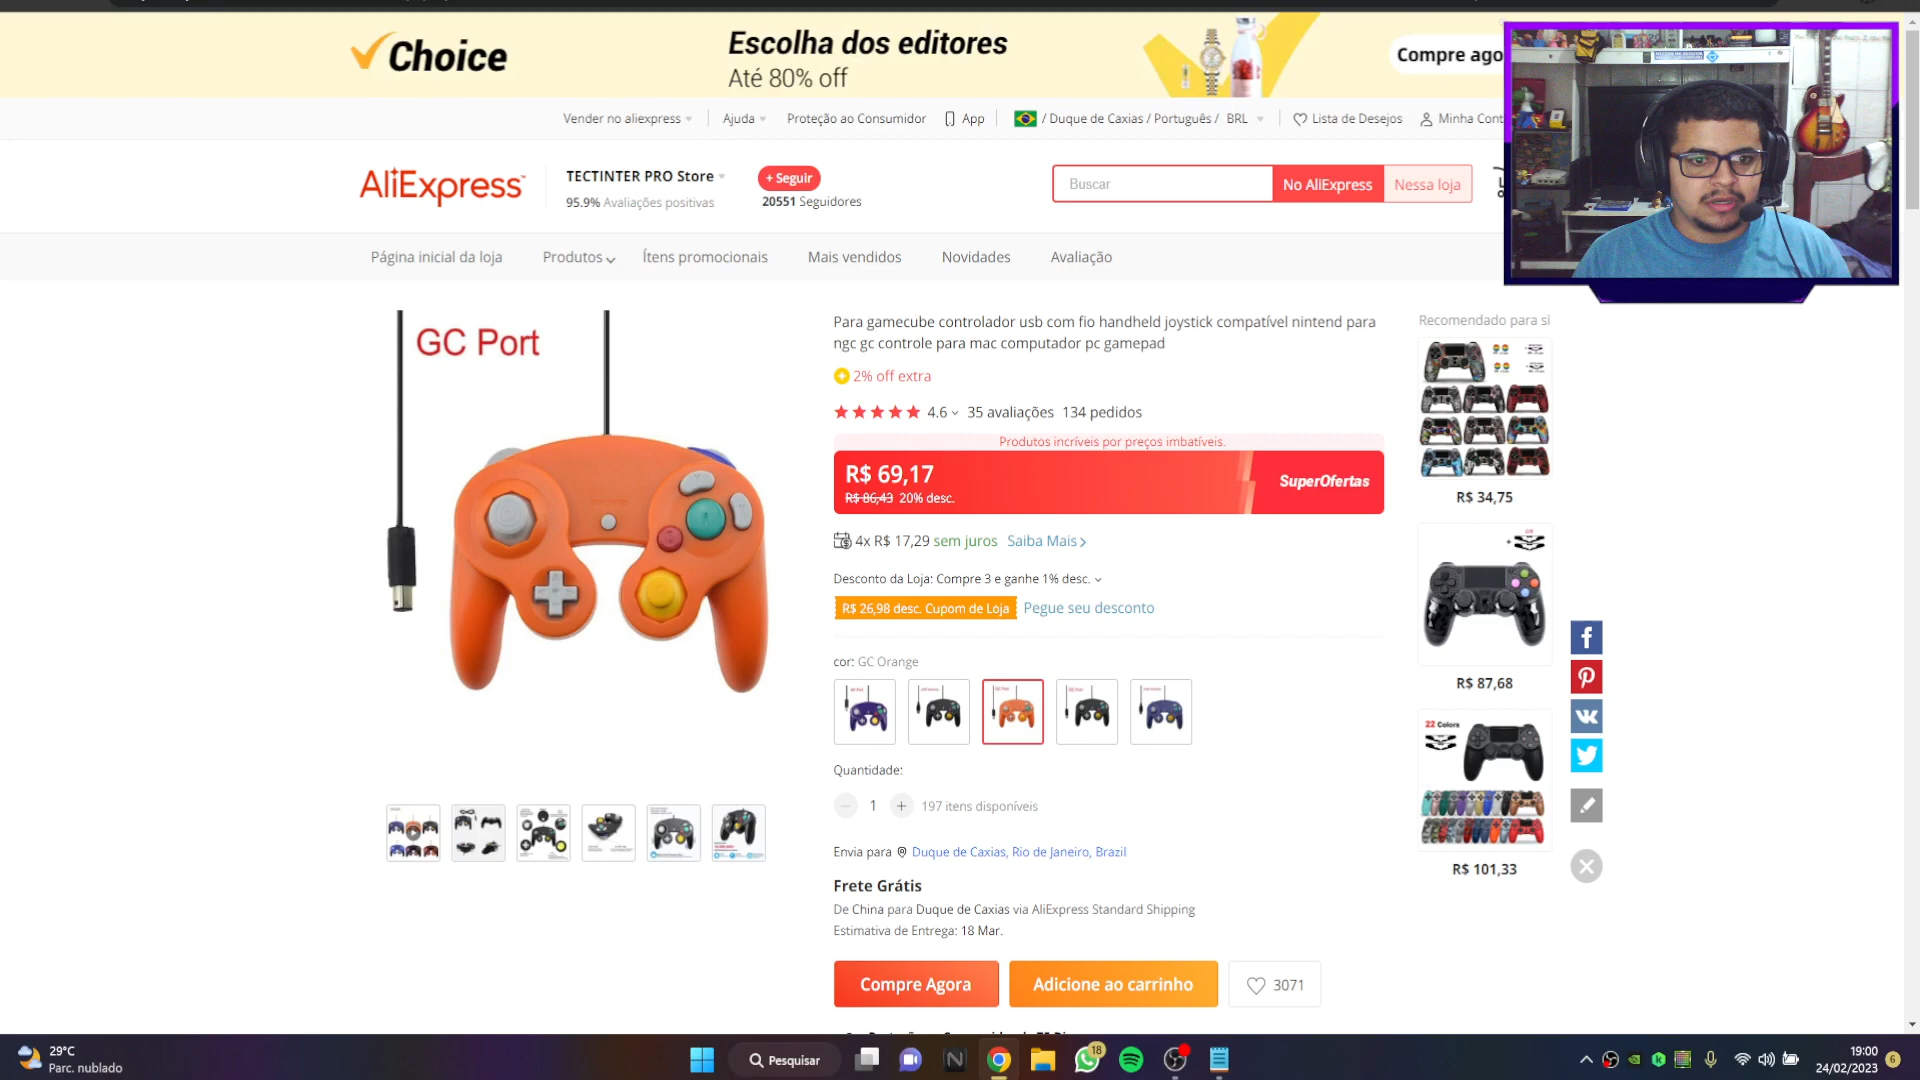 Choice
Escolha dos editores
Até 80% off
Compre ago
Vender no aliexpress
Ajuda
Proteção ao Consumidor
App
/ Duque de Caxias / Português / BRL
Lista de Desejos
Minha Cont
AliExpress
TECTINTER PRO Store
95.9% Avaliações positivas
+ Seguir
20551 Seguidores
Buscar
No AliExpress
Nessa loja
Página inicial da loja
Produtos
Ítens promocionais
Mais vendidos
Novidades
Avaliação
GC Port
Para gamecube controlador usb com fio handheld joystick compatível nintend para
ngc gc controle para mac computador pc gamepad
2% off extra
4.6
35 avaliações
134 pedidos
Produtos incríveis por preços imbatíveis.
R$ 69,17
R$ 86,43 20% desc.
SuperOfertas
4x R$ 17,29 sem juros Saiba Mais
Desconto da Loja: Compre 3 e ganhe 1% desc.
R$ 26,98 desc. Cupom de Loja
Pegue seu desconto
cor: GC Orange
Quantidade:
1
197 itens disponíveis
Envia para Duque de Caxias, Rio de Janeiro, Brazil
Frete Grátis
De China para Duque de Caxias via AliExpress Standard Shipping
Estimativa de Entrega: 18 Mar.
Compre Agora
Adicione ao carrinho
3071
Recomendado para si
R$ 34,75
R$ 87,68
22 Colors
R$ 101,33
29°C
Parc. nublado
Pesquisar
18
19:00
24/02/2023
6